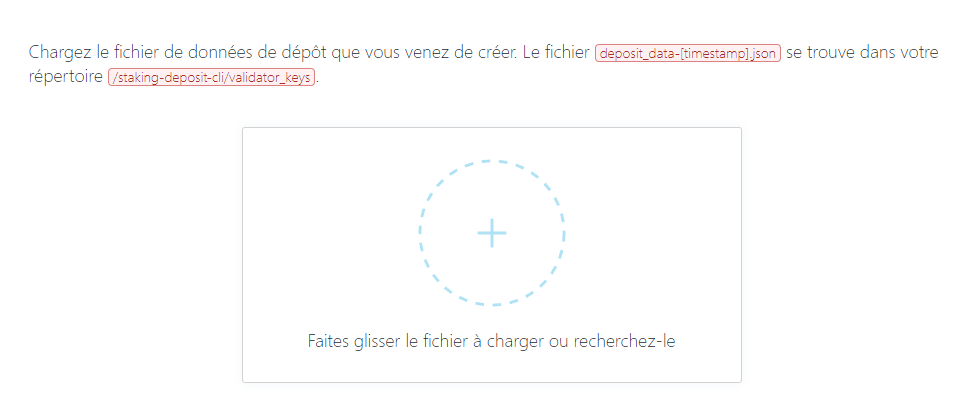 Chargez le fichier de données de dépôt que vous venez de créer. Le fichier deposit_data-[timestamp].json se trouve dans votre
répertoire /staking-deposit-cli/validator_keys.
Faites glisser le fichier à charger ou recherchez-le